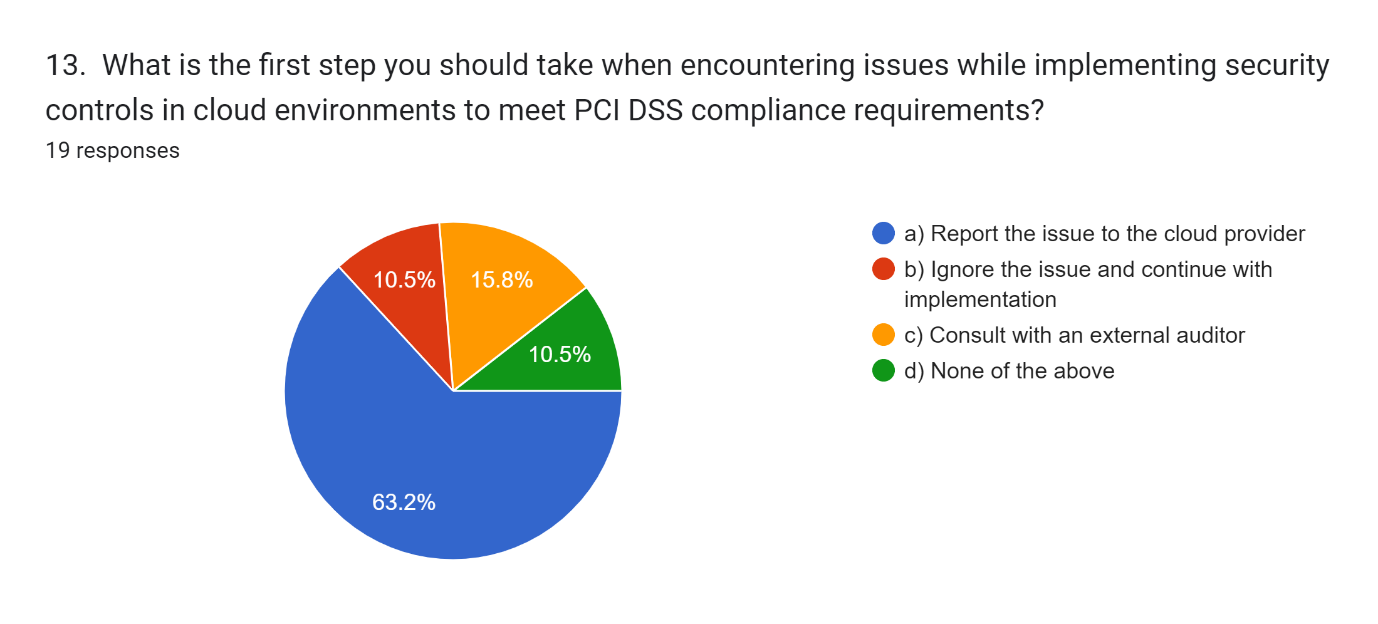 13.  What is the first step you should take when encountering issues while implementing security
controls in cloud environments to meet PCI DSS compliance requirements?
19 responses
10.5%
15.8%
10.5%
63.2%
a) Report the issue to the cloud provider
b) Ignore the issue and continue with
implementation
c) Consult with an external auditor
d) None of the above